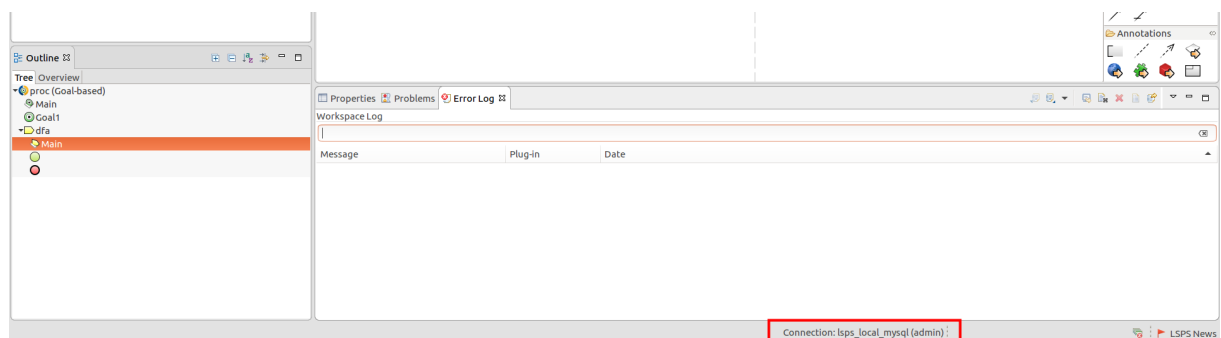 Annotations
Outline
Tree Overview
proc (Goal-based)
Main
Goal1
dfa
Main
Properties Problems Error Log
Workspace Log
Message Plug-in Date
Connection: lsps_local_mysql (admin)
LSPS News